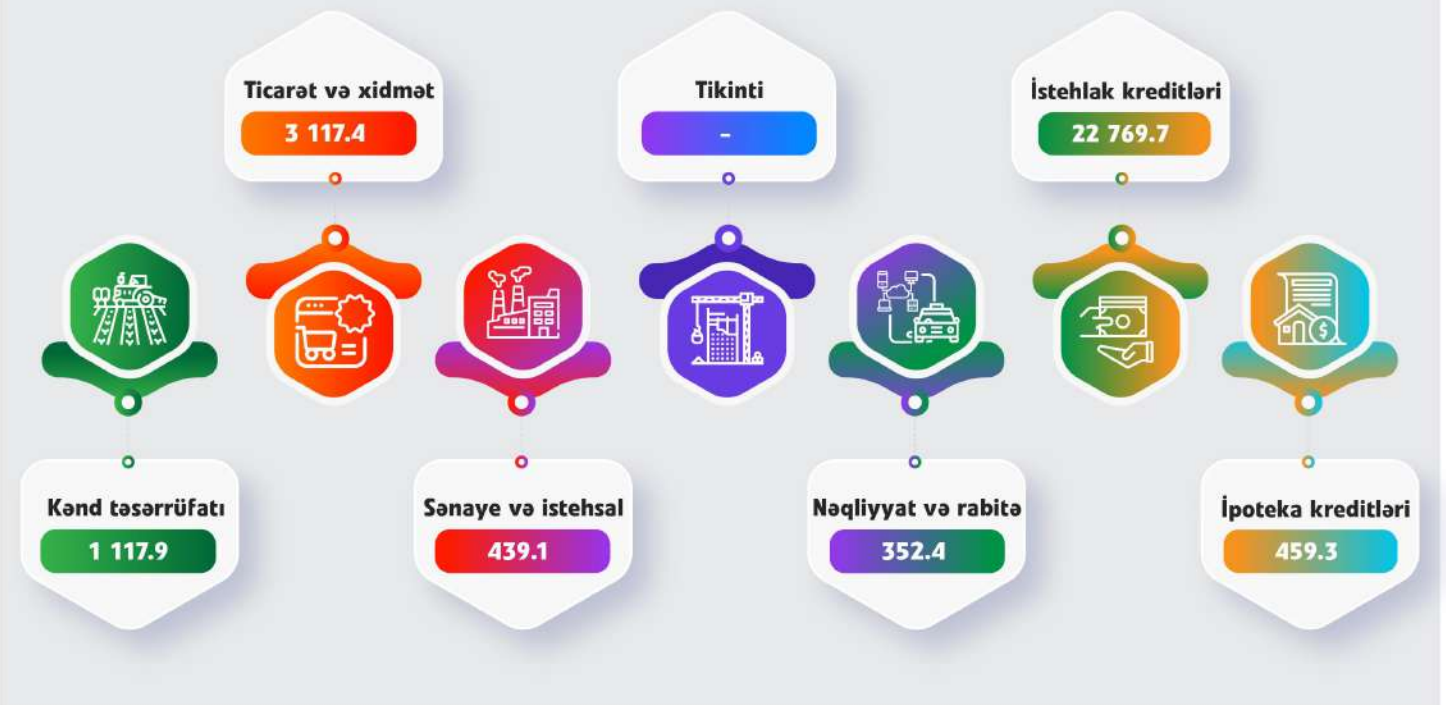 Ticarət və xidmət
3 117.4
Tikinti
-
İstehlak kreditləri
22 769.7
Kənd təsərrüfatı
1 117.9
Sənaye və istehsal
439.1
Nəqliyyat və rabitə
352.4
İpoteka kreditləri
459.3